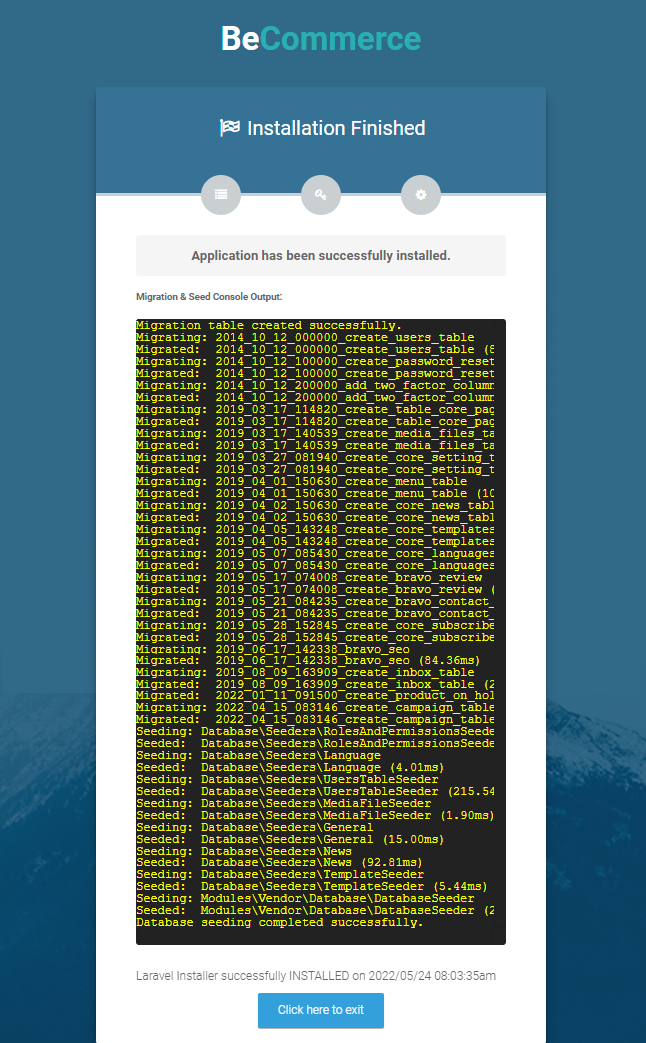 BeCommerce
Installation Finished
Application has been successfully installed.
Migration & Seed Console Output:
Migration table created successfully.
Migrating: 2014_10_12_000000_create_users_table
Migrated:  2014_10_12_000000_create_users_table (
Migrating: 2014_10_12_100000_create_password_reset
Migrated:  2014_10_12_100000_create_password_reset
Migrating: 2014_10_12_200000_add_two_factor_column
Migrated:  2014_10_12_200000_add_two_factor_column
Migrating: 2019_03_17_114820_create_table_core_pag
Migrated:  2019_03_17_114820_create_table_core_pag
Migrating: 2019_03_17_140539_create_media_files_ta
Migrated:  2019_03_17_140539_create_media_files_ta
Migrating: 2019_03_27_081940_create_core_setting_t
Migrated:  2019_03_27_081940_create_core_setting_t
Migrating: 2019_04_01_150630_create_menu_table
Migrated:  2019_04_01_150630_create_menu_table (10
Migrating: 2019_04_02_150630_create_core_news_tabl
Migrated:  2019_04_02_150630_create_core_news_tabl
Migrating: 2019_04_05_143248_create_core_templates
Migrated:  2019_04_05_143248_create_core_templates
Migrating: 2019_05_07_085430_create_core_languages
Migrated:  2019_05_07_085430_create_core_languages
Migrating: 2019_05_17_074008_create_bravo_review
Migrated:  2019_05_17_074008_create_bravo_review (
Migrating: 2019_05_21_084235_create_bravo_contact_
Migrated:  2019_05_21_084235_create_bravo_contact_
Migrating: 2019_05_28_152845_create_core_subscribe
Migrated:  2019_05_28_152845_create_core_subscribe
Migrating: 2019_06_17_142338_bravo_seo
Migrated:  2019_06_17_142338_bravo_seo (84.36ms)
Migrating: 2019_08_09_163909_create_inbox_table
Migrated:  2019_08_09_163909_create_inbox_table (2
Migrating: 2022_01_11_091500_create_product_on_hol
Migrating: 2022_04_15_083146_create_campaign_table
Migrated:  2022_04_15_083146_create_campaign_table
Seeding: Database\Seeders\RolesAndPermissionsSeede
Seeded:  Database\Seeders\RolesAndPermissionsSeede
Seeding: Database\Seeders\Language
Seeded:  Database\Seeders\Language (4.01ms)
Seeding: Database\Seeders\UsersTableSeeder
Seeded:  Database\Seeders\UsersTableSeeder (215.54
Seeding: Database\Seeders\MediaFileSeeder
Seeded:  Database\Seeders\MediaFileSeeder (1.90ms)
Seeding: Database\Seeders\General
Seeded:  Database\Seeders\General (15.00ms)
Seeding: Database\Seeders\News
Seeded:  Database\Seeders\News (92.81ms)
Seeding: Database\Seeders\TemplateSeeder
Seeded:  Database\Seeders\TemplateSeeder (5.44ms)
Seeding: Modules\Vendor\Database\DatabaseSeeder
Seeded:  Modules\Vendor\Database\DatabaseSeeder (2
Database seeding completed successfully.
Laravel Installer successfully INSTALLED on 2022/05/24 08:03:35am
Click here to exit